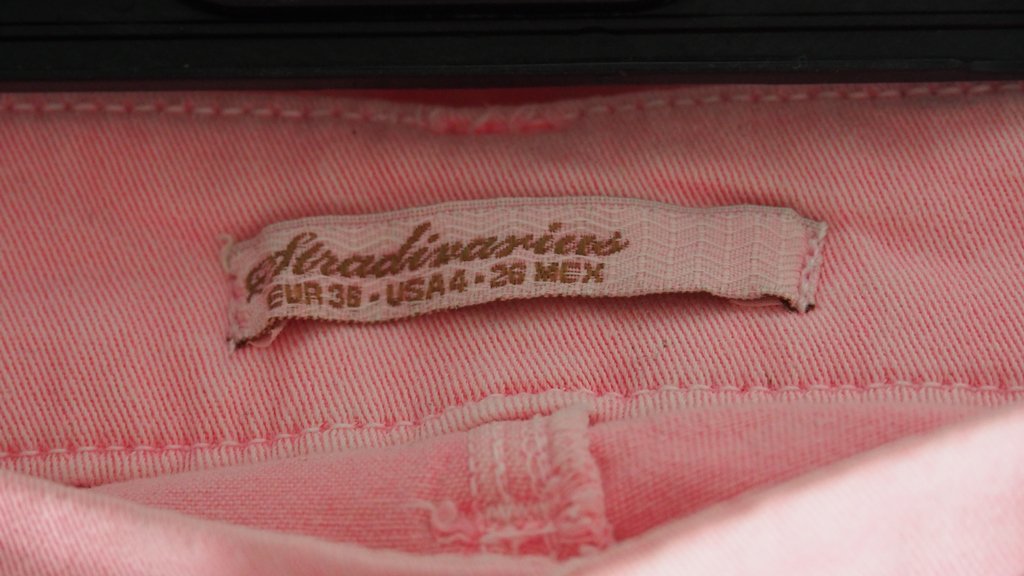 Stradivarius
EUR 36 • USA 4 • 26 MEX